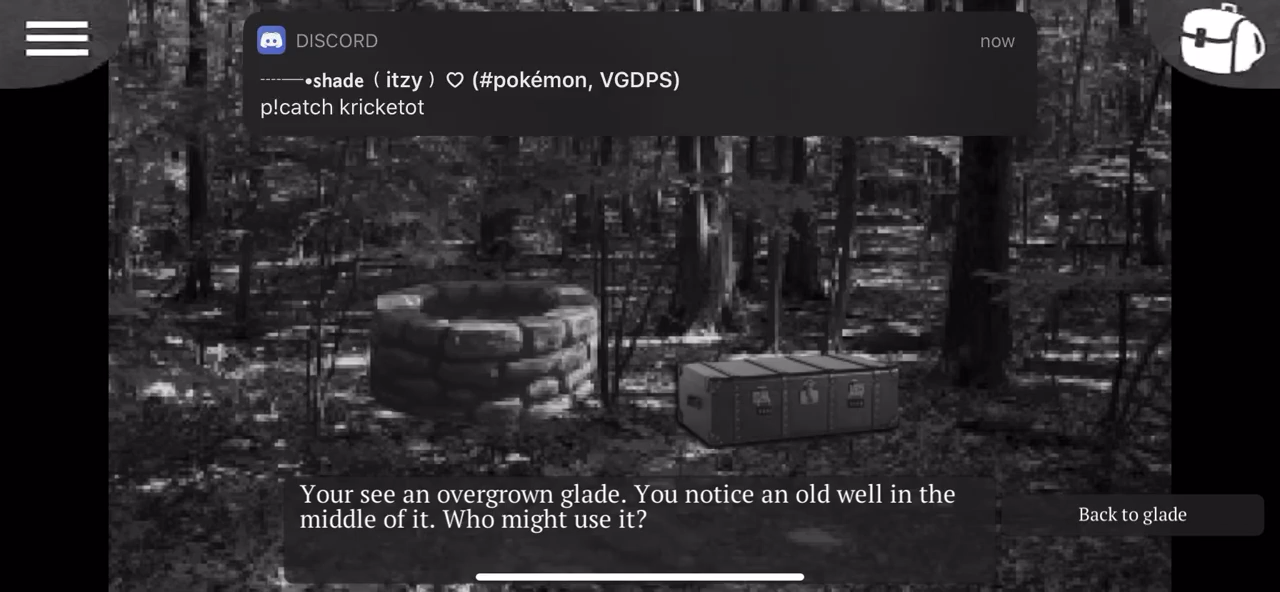 DISCORD
now
┄┄──•shade ﹙itzy﹚ ♡ (#pokémon, VGDPS)
p!catch kricketot
Your see an overgrown glade. You notice an old well in the
middle of it. Who might use it?
Back to glade